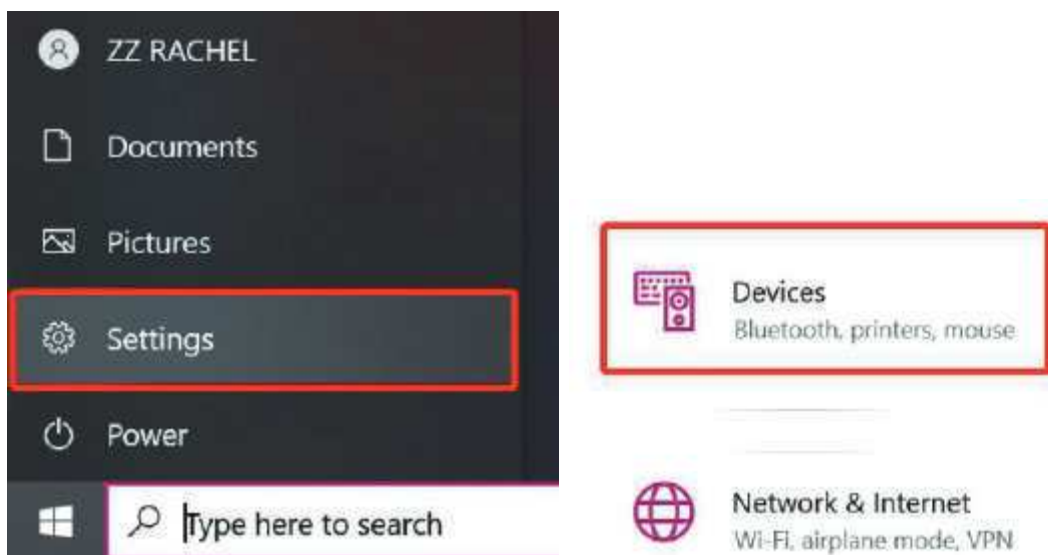 ZZ RACHEL
Documents
Pictures
Settings
Power
Type here to search
Devices
Bluetooth, printers, mouse
Network & Internet
Wi-Fi, airplane mode, VPN